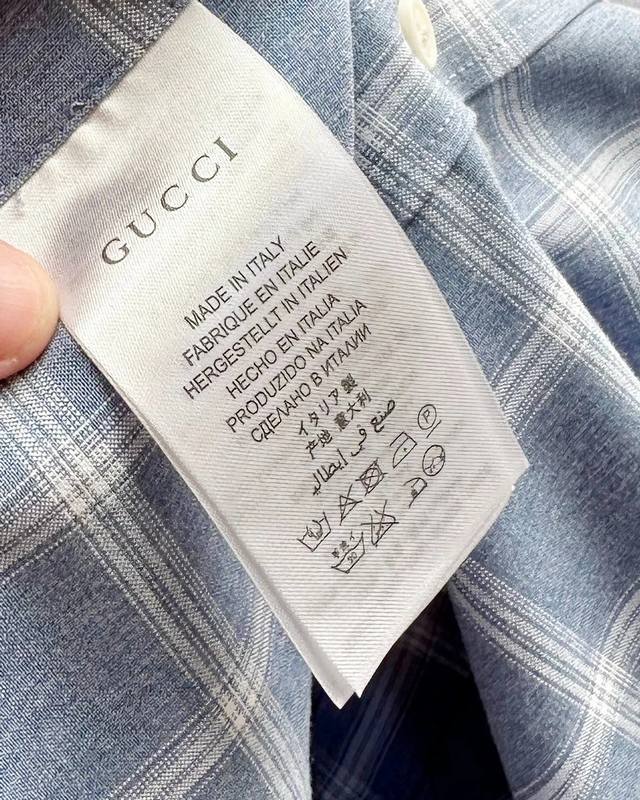 GUCCI
MADE IN ITALY
FABRIQUE EN ITALIE
HERGESTELLT IN ITALIEN
HECHO EN ITALIA
PRODUZIDO NA ITALIA
СДЕЛАНО В ИТАЛИИ
イタリア製
产地 意大利
صنع في ايطاليا
P